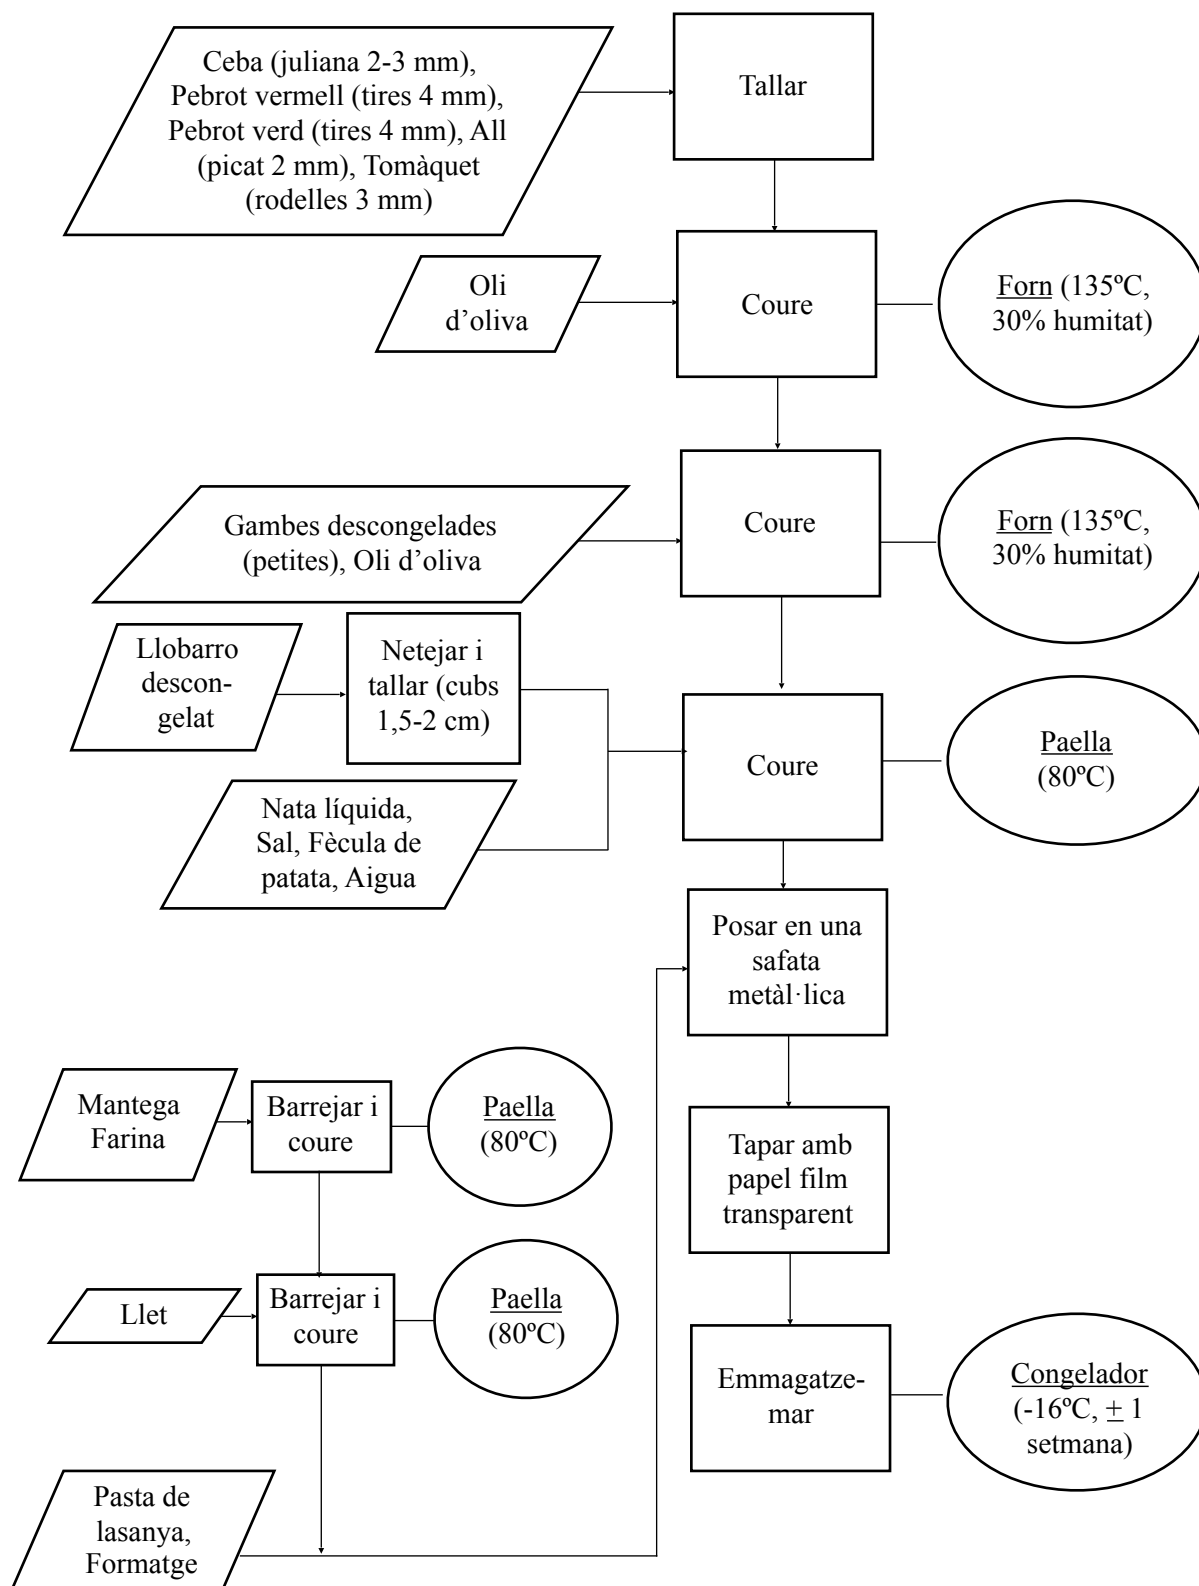 Ceba (juliana 2-3 mm),
Pebrot vermell (tires 4 mm),
Pebrot verd (tires 4 mm), All
(picat 2 mm), Tomàquet
(rodelles 3 mm)
Tallar
Oli
d’oliva
Coure
Forn (135ºC,
30% humitat)
Gambes descongelades
(petites), Oli d’oliva
Coure
Forn (135ºC,
30% humitat)
Llobarro
descon-
gelat
Netejar i
tallar (cubs
1,5-2 cm)
Nata líquida,
Sal, Fècula de
patata, Aigua
Coure
Paella
(80ºC)
Posar en una
safata
metàl·lica
Mantega
Farina
Barrejar i
coure
Paella
(80ºC)
Tapar amb
papel film
transparent
Llet
Barrejar i
coure
Paella
(80ºC)
Emmagatze-
mar
Congelador
(-16ºC, + 1
setmana)
Pasta de
lasanya,
Formatge